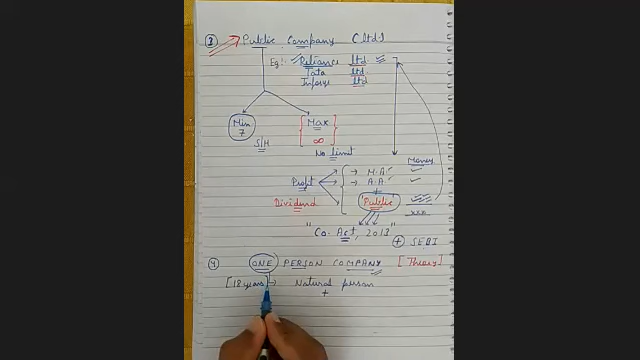 3 Public Company (ltd.)
Eg:- Reliance ltd.
Tata ltd.
Infosys ltd
Min 7
Max ∞
S/H
No limit
Money
Profit → M.A
→ A.A.
+
Dividend "Public"
xxx
"Co. Act, 2013"
+ SEBI
4 ONE PERSON COMPANY [Theory]
[18 years] → Natural person
+